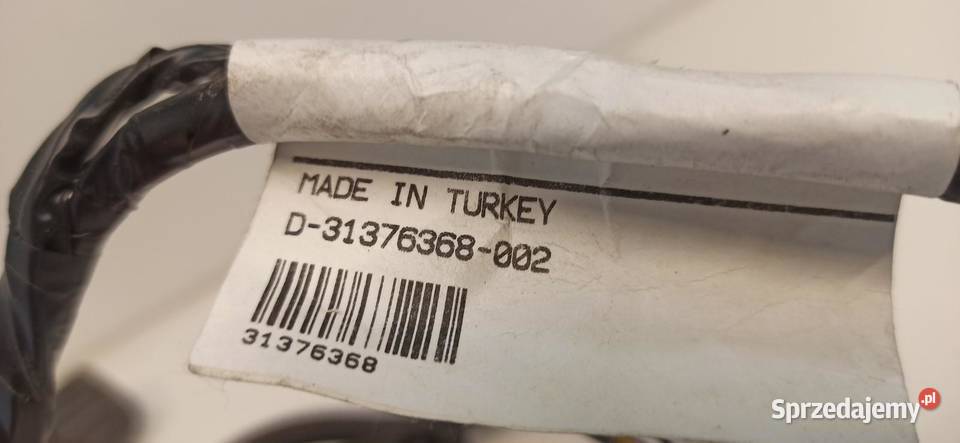 MADE IN TURKEY
D-31376368-002
31376368
Sprzedajemy.pl